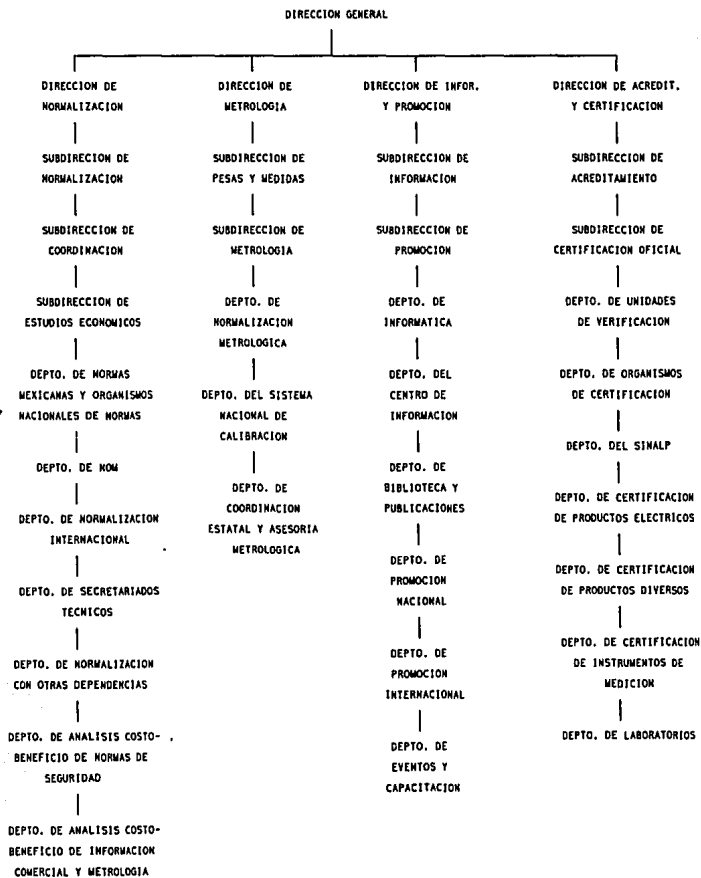 DIRECCION GENERAL
DIRECCION DE
NORMALIZACION
SUBDIRECION DE
NORMALIZACION
SUBDIRECCION DE
COORDINACION
SUBDIRECCION DE
ESTUDIOS ECONOMICOS
DEPTO. DE NORMAS
MEXICANAS Y ORGANISMOS
NACIONALES DE NORMAS
DEPTO. DE NOM
DEPTO. DE NORMALIZACION
INTERNACIONAL
DEPTO. DE SECRETARIADOS
TECNICOS
DEPTO. DE NORMALIZACION
CON OTRAS DEPENDENCIAS
DEPTO. DE ANALISIS COSTO-
BENEFICIO DE NORMAS DE
SEGURIDAD
DEPTO. DE ANALISIS COSTO-
BENEFICIO DE INFORMACION
COMERCIAL Y METROLOGIA
DIRECCION DE
METROLOGIA
SUBDIRECCION DE
PESAS Y MEDIDAS
SUBDIRECCION DE
METROLOGIA
DEPTO. DE
NORMALIZACION
METROLOGICA
DEPTO. DEL SISTEMA
NACIONAL DE
CALIBRACION
DEPTO. DE
COORDINACION
ESTATAL Y ASESORIA
METROLOGICA
DIRECCION DE INFOR.
Y PROMOCION
SUBDIRECCION DE
INFORMACION
SUBDIRECCION DE
PROMOCION
DEPTO. DE
INFORMATICA
DEPTO. DEL
CENTRO DE
INFORMACION
DEPTO. DE
BIBLIOTECA Y
PUBLICACIONES
DEPTO. DE
PROMOCION
NACIONAL
DEPTO. DE
PROMOCION
INTERNACIONAL
DEPTO. DE
EVENTOS Y
CAPACITACION
DIRECCION DE ACREDIT.
Y CERTIFICACION
SUBDIRECCION DE
ACREDITAMIENTO
SUBDIRECCION DE
CERTIFICACION OFICIAL
DEPTO. DE UNIDADES
DE VERIFICACION
DEPTO. DE ORGANISMOS
DE CERTIFICACION
DEPTO. DEL SINALP
DEPTO. DE CERTIFICACION
DE PRODUCTOS ELECTRICOS
DEPTO. DE CERTIFICACION
DE PRODUCTOS DIVERSOS
DEPTO. DE CERTIFICACION
DE INSTRUMENTOS DE
MEDICION
DEPTO. DE LABORATORIOS